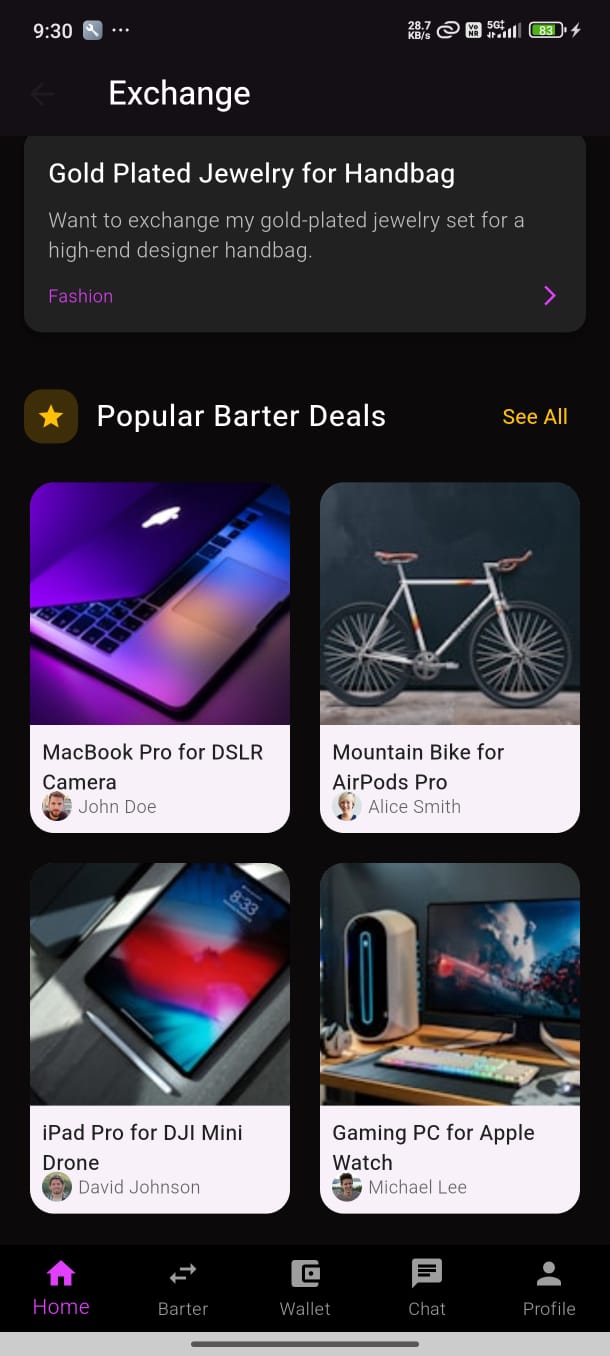 9:30
28.7
KB/s
Vo
NR
5G‡
83
Exchange
Gold Plated Jewelry for Handbag
Want to exchange my gold-plated jewelry set for a
high-end designer handbag.
Fashion
Popular Barter Deals
See All
MacBook Pro for DSLR
Camera
John Doe
Mountain Bike for
AirPods Pro
Alice Smith
8:33
iPad Pro for DJI Mini
Drone
David Johnson
Gaming PC for Apple
Watch
Michael Lee
Home
Barter
Wallet
Chat
Profile